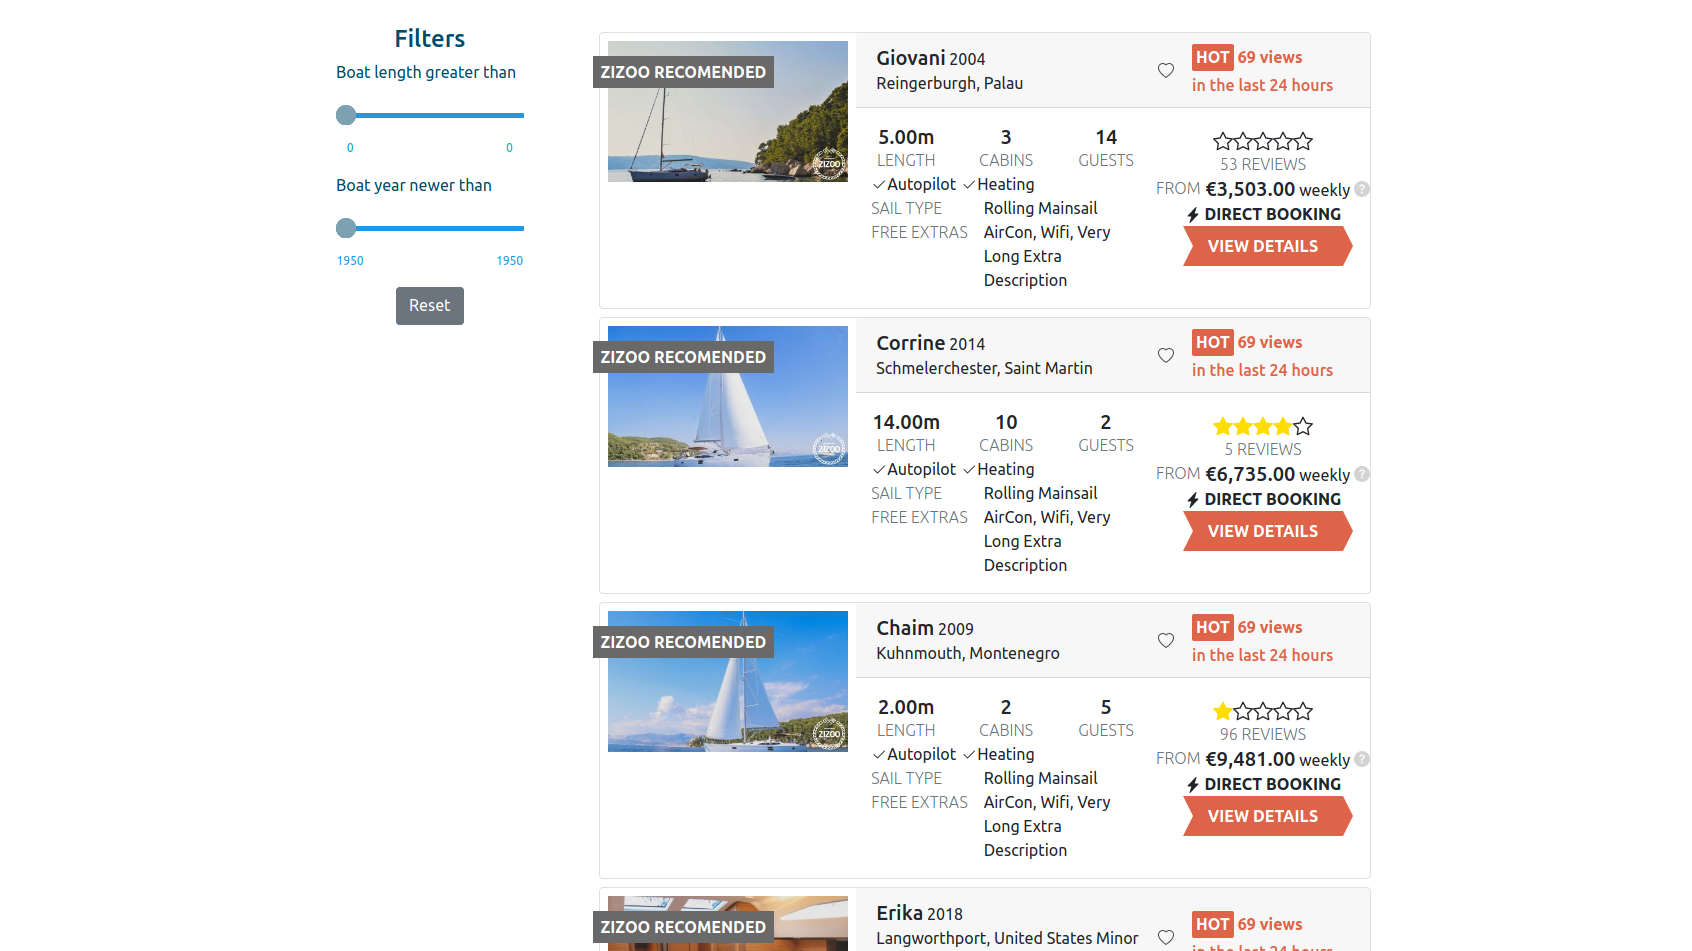 Filters
Boat length greater than
0 0
Boat year newer than
1950 1950
Reset
ZIZOO RECOMENDED
ZIZOO
Giovani 2004
Reingerburgh, Palau
HOT 69 views
in the last 24 hours
5.00m 3 14
LENGTH CABINS GUESTS
Autopilot Heating
SAIL TYPE Rolling Mainsail
FREE EXTRAS AirCon, Wifi, Very
Long Extra
Description
53 REVIEWS
FROM €3,503.00 weekly ?
DIRECT BOOKING
VIEW DETAILS
ZIZOO RECOMENDED
ZIZOO
Corrine 2014
Schmelerchester, Saint Martin
HOT 69 views
in the last 24 hours
14.00m 10 2
LENGTH CABINS GUESTS
Autopilot Heating
SAIL TYPE Rolling Mainsail
FREE EXTRAS AirCon, Wifi, Very
Long Extra
Description
5 REVIEWS
FROM €6,735.00 weekly ?
DIRECT BOOKING
VIEW DETAILS
ZIZOO RECOMENDED
ZIZOO
Chaim 2009
Kuhnmouth, Montenegro
HOT 69 views
in the last 24 hours
2.00m 2 5
LENGTH CABINS GUESTS
Autopilot Heating
SAIL TYPE Rolling Mainsail
FREE EXTRAS AirCon, Wifi, Very
Long Extra
Description
96 REVIEWS
FROM €9,481.00 weekly ?
DIRECT BOOKING
VIEW DETAILS
ZIZOO RECOMENDED
Erika 2018
Langworthport, United States Minor
HOT 69 views
in the last 24 hours